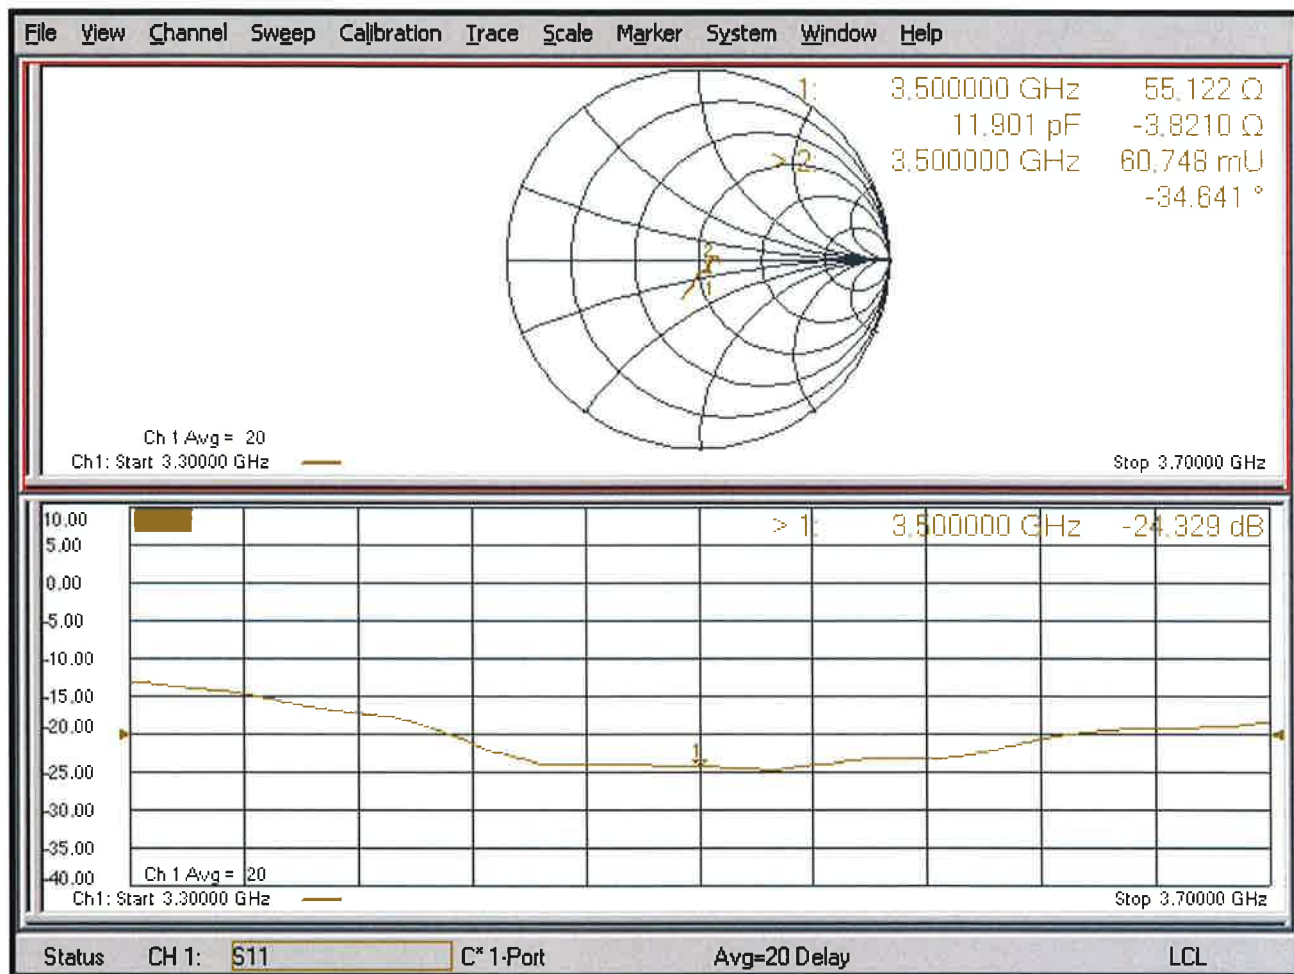 File View Channel Sweep Calibration Trace Scale Marker System Window Help
1: 3.500000 GHz 55.122 Ω
11.901 pF -3.8210 Ω
> 2: 3.500000 GHz 60.748 mU
-34.641 °
2
1
Ch 1 Avg = 20
Ch1: Start 3.30000 GHz Stop 3.70000 GHz
> 1: 3.500000 GHz -24.329 dB
10.00
5.00
0.00
-5.00
-10.00
-15.00
-20.00
-25.00
-30.00
-35.00
-40.00
1
Ch 1 Avg = 20
Ch1: Start 3.30000 GHz Stop 3.70000 GHz
Status CH 1: S11 C* 1-Port Avg=20 Delay LCL